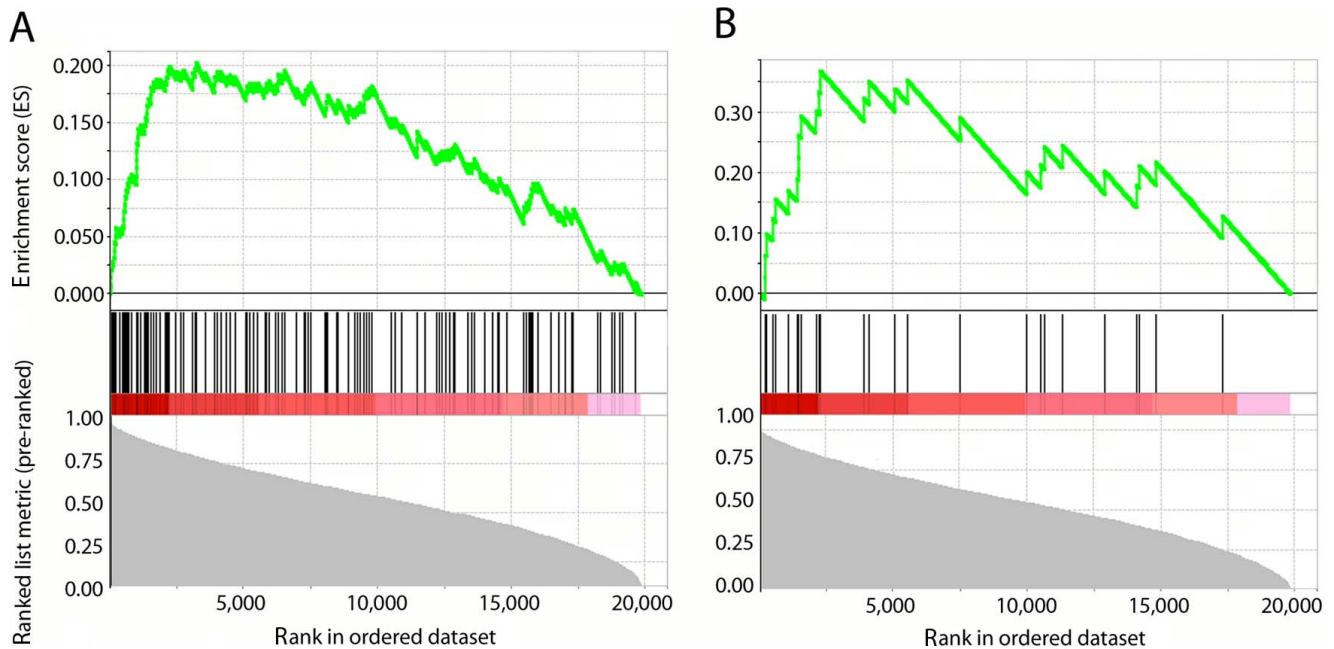 A
Enrichment score (ES)
0.200
0.150
0.100
0.050
0.000
Ranked list metric (pre-ranked)
1.00
0.75
0.50
0.25
0.00
5,000 10,000 15,000 20,000
Rank in ordered dataset
B
0.30
0.20
0.10
0.00
1.00
0.75
0.50
0.25
0.00
5,000 10,000 15,000 20,000
Rank in ordered dataset